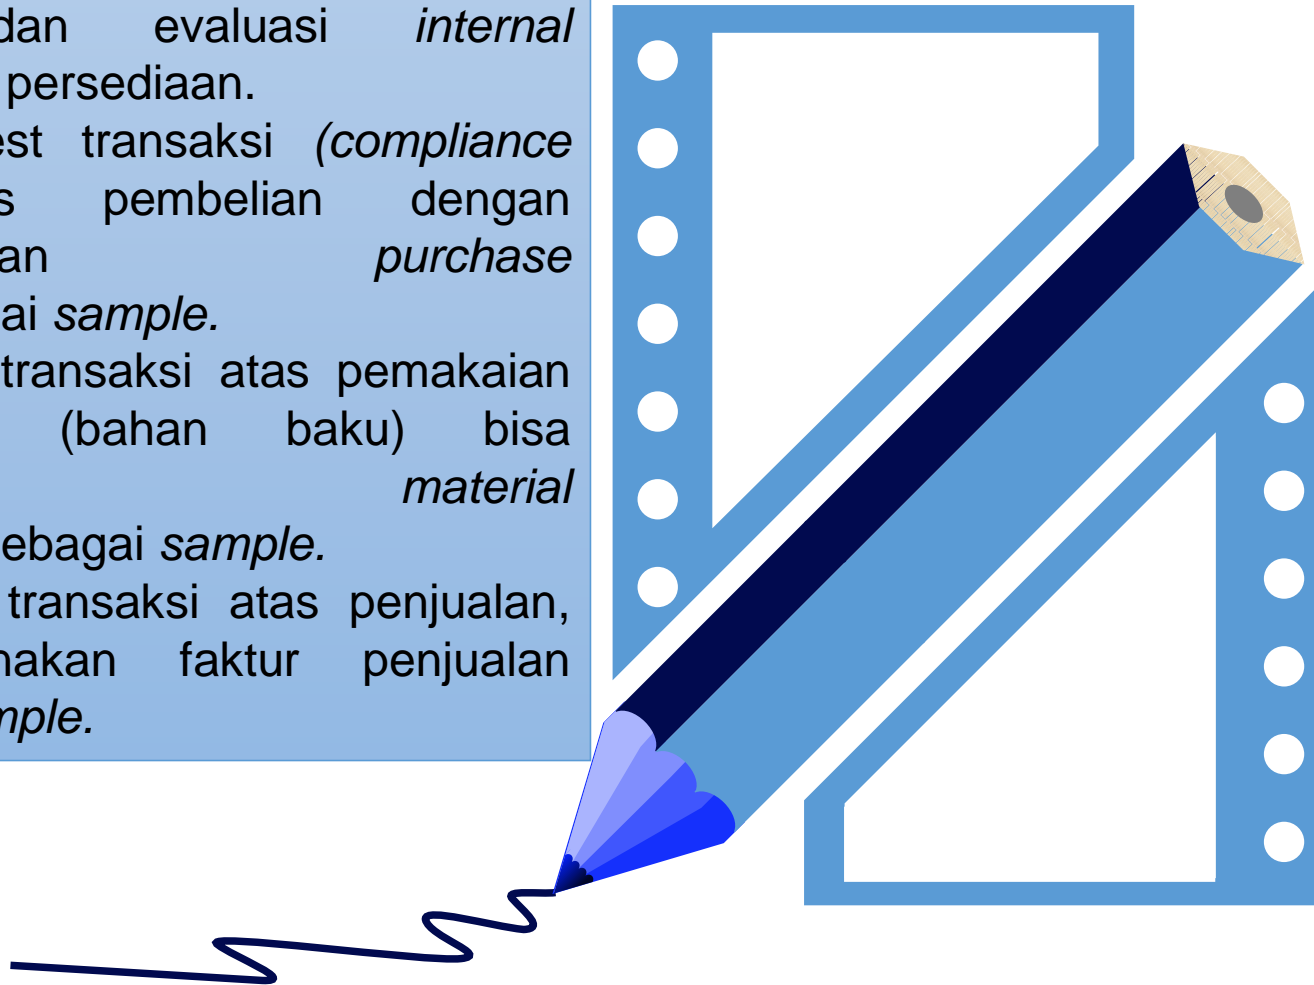 dan evaluasi internal
persediaan.
est transaksi (compliance
s pembelian dengan
an purchase
ai sample.
transaksi atas pemakaian
(bahan baku) bisa
material
ebagai sample.
transaksi atas penjualan,
nakan faktur penjualan
mple.